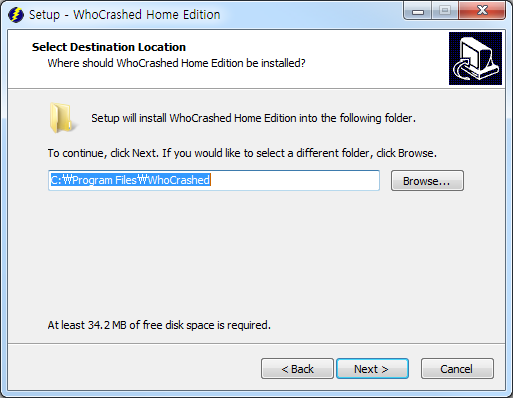 Setup - WhoCrashed Home Edition
Select Destination Location
Where should WhoCrashed Home Edition be installed?
Setup will install WhoCrashed Home Edition into the following folder.
To continue, click Next. If you would like to select a different folder, click Browse.
C:₩Program Files₩WhoCrashed
Browse...
At least 34.2 MB of free disk space is required.
< Back
Next >
Cancel